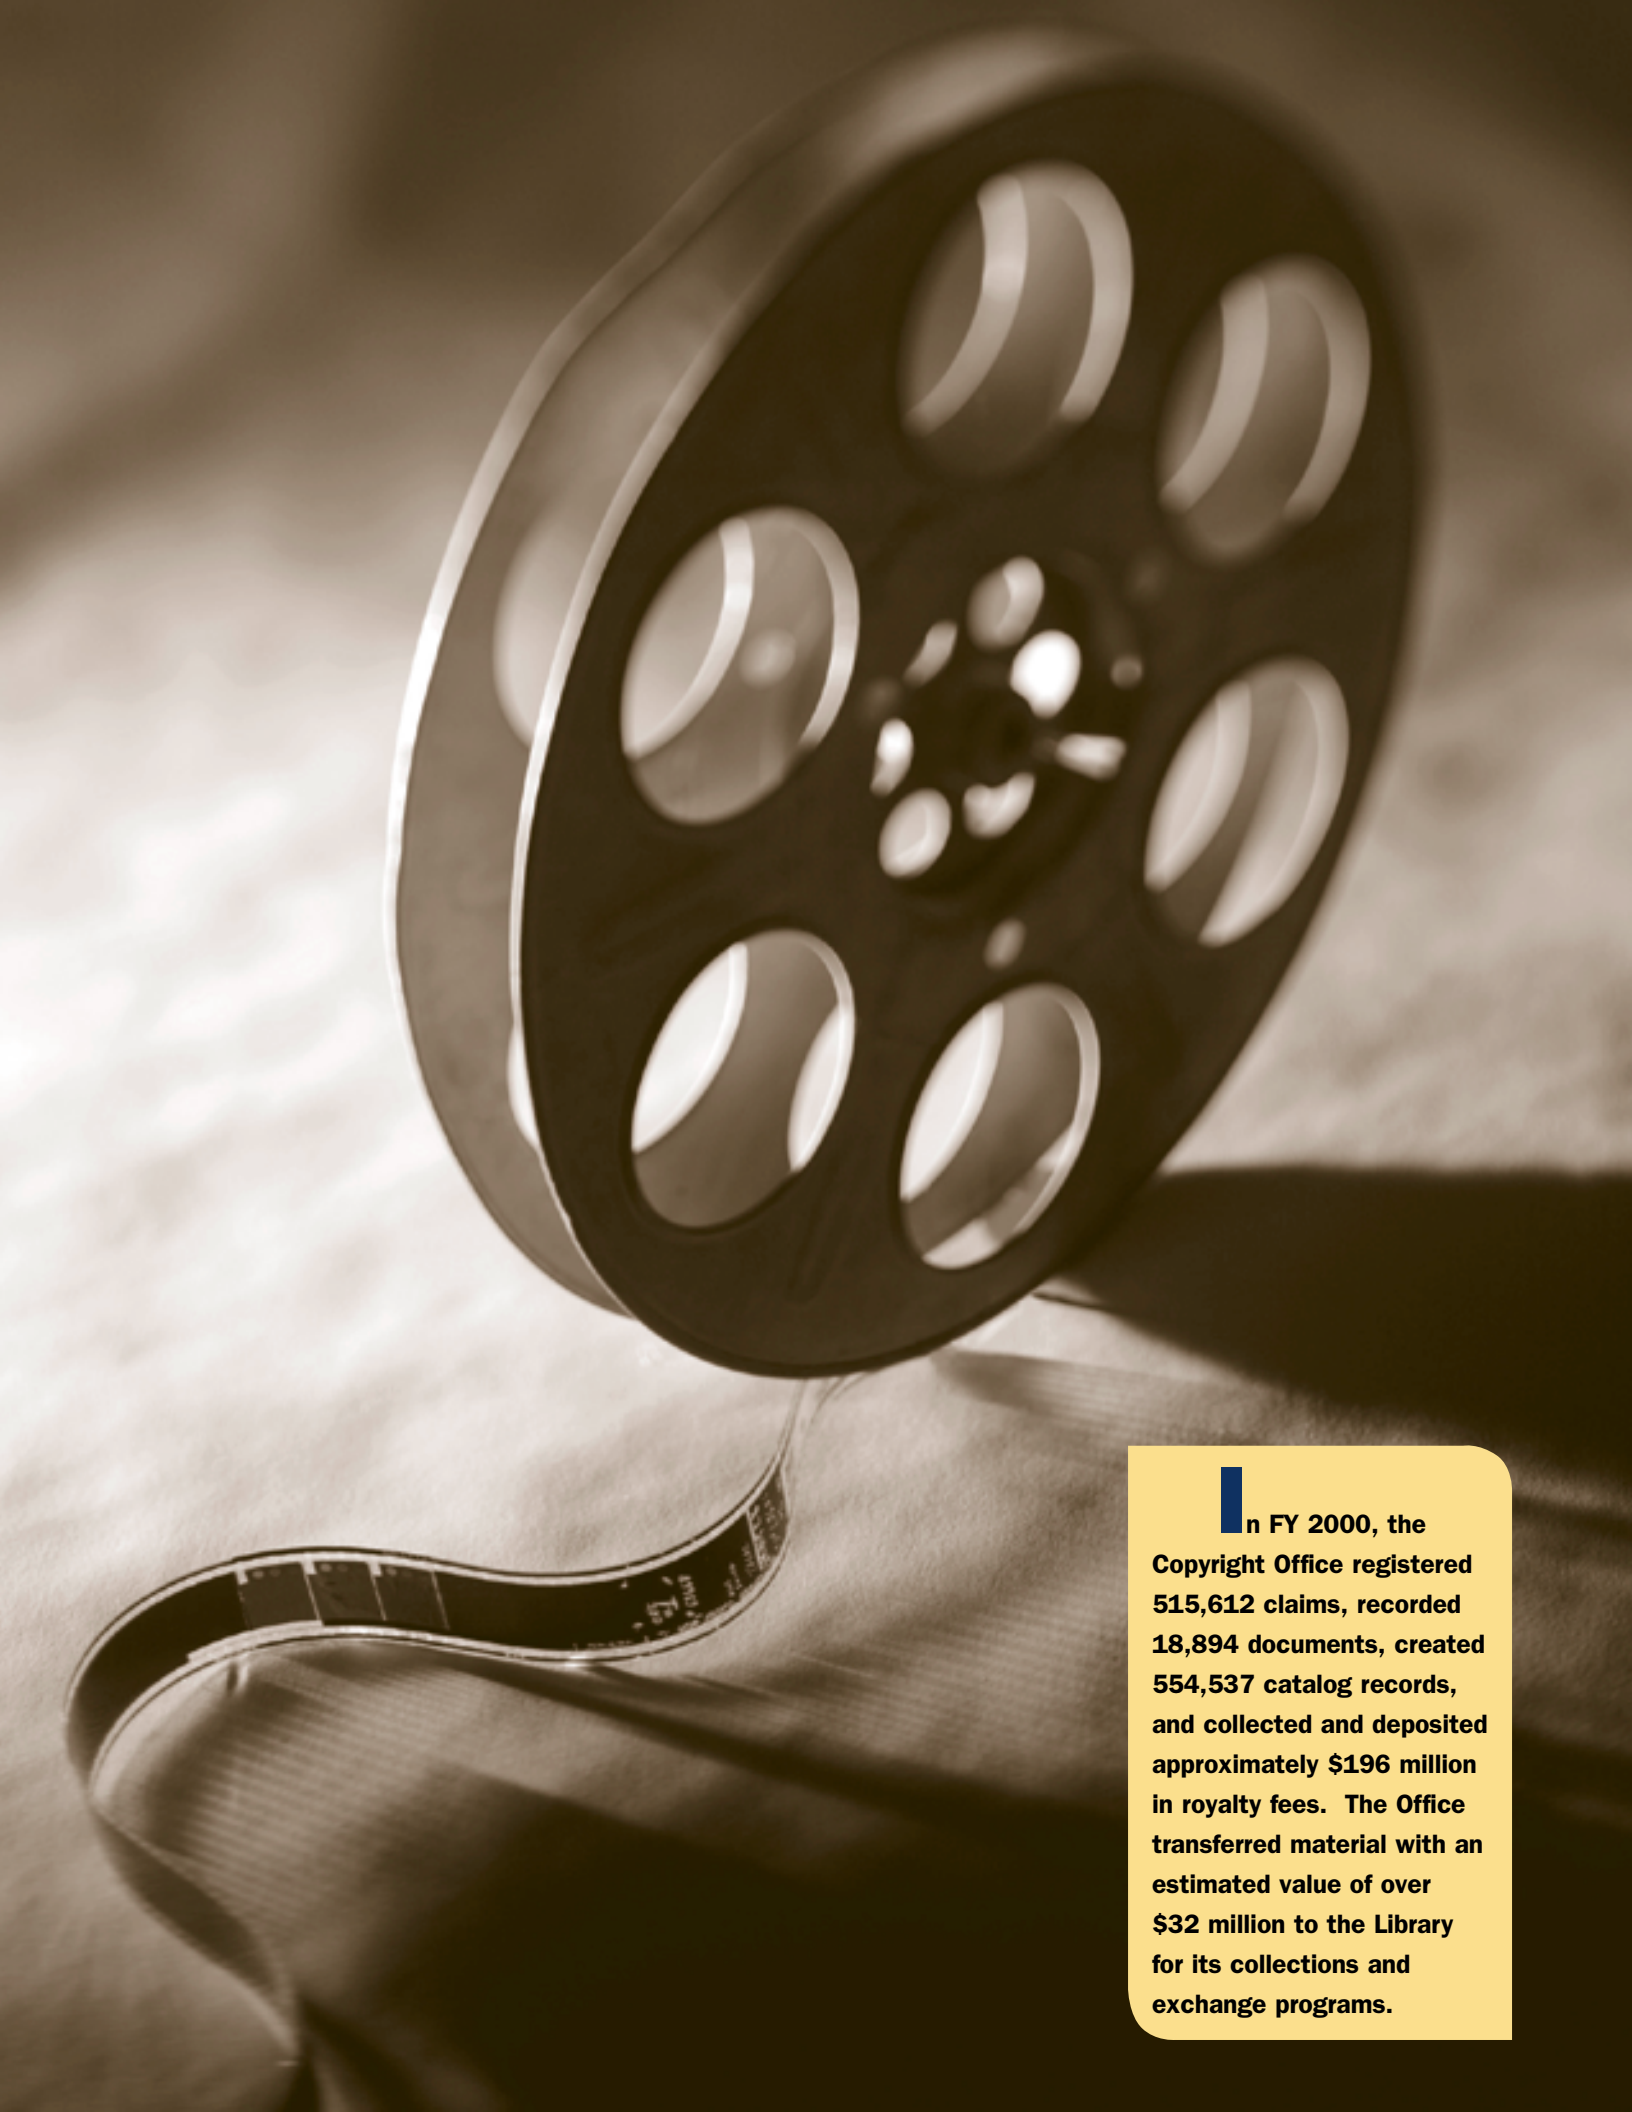 In FY 2000, the
Copyright Office registered
515,612 claims, recorded
18,894 documents, created
554,537 catalog records,
and collected and deposited
approximately $196 million
in royalty fees.  The Office
transferred material with an
estimated value of over
$32 million to the Library
for its collections and
exchange programs.